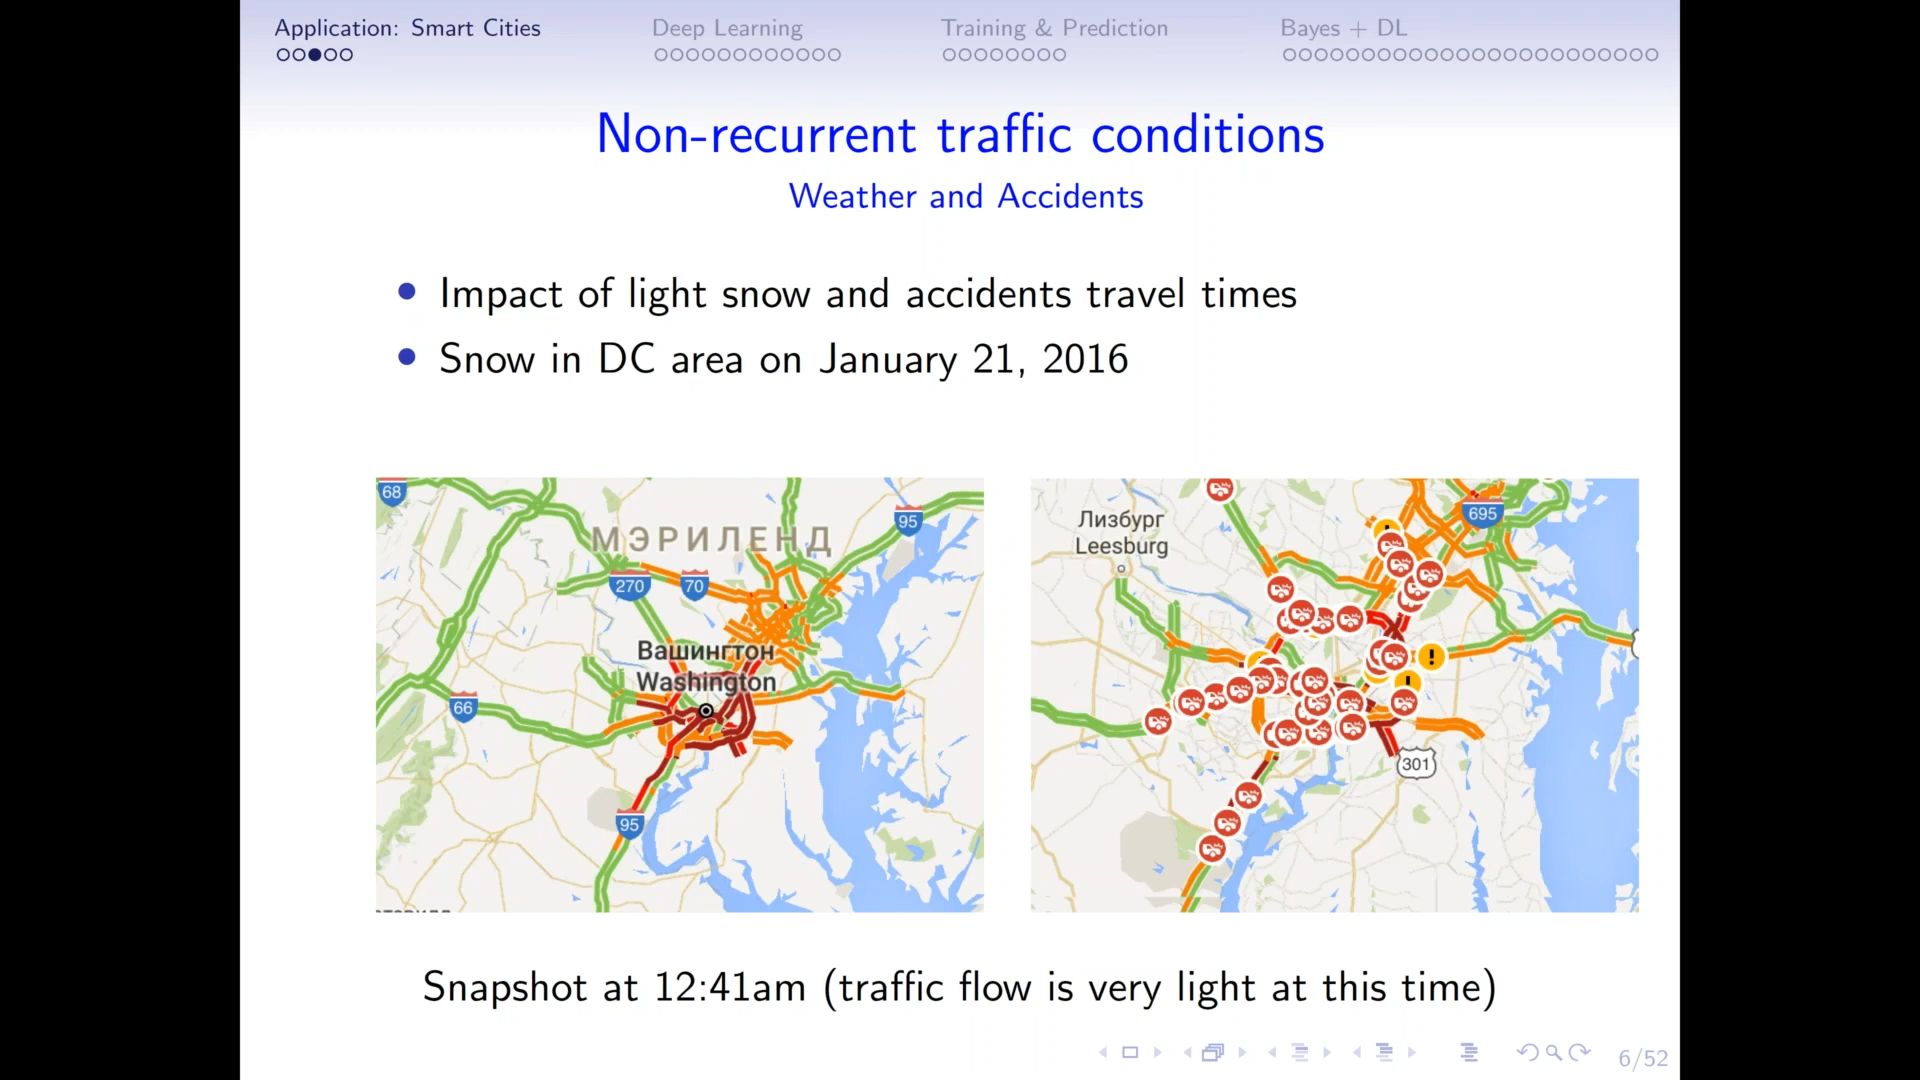 Application: Smart Cities
Deep Learning
Training & Prediction
Bayes + DL
Non-recurrent traffic conditions
Weather and Accidents
Impact of light snow and accidents travel times
Snow in DC area on January 21, 2016
68
МЭРИЛЕНД
95
270
70
Вашингтон
Washington
66
95
Лизбург
Leesburg
695
301
Snapshot at 12:41am (traffic flow is very light at this time)
6/52